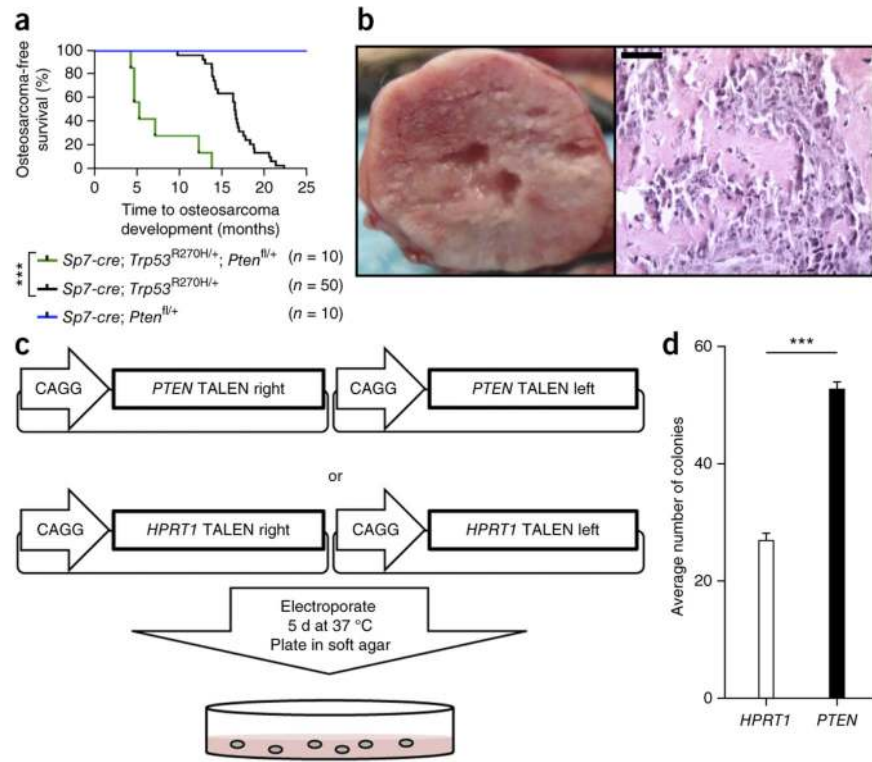 a
100
80
60
40
20
0
Osteosarcoma-free
survival (%)
0 5 10 15 20 25
Time to osteosarcoma
development (months)
***
Sp7-cre; Trp53R270H/+; Ptenfl/+ (n = 10)
Sp7-cre; Trp53R270H/+ (n = 50)
Sp7-cre; Ptenfl/+ (n = 10)
b
c
CAGG PTEN TALEN right CAGG PTEN TALEN left
or
CAGG HPRT1 TALEN right CAGG HPRT1 TALEN left
Electroporate
5 d at 37 °C
Plate in soft agar
d
60
40
20
0
Average number of colonies
***
HPRT1 PTEN